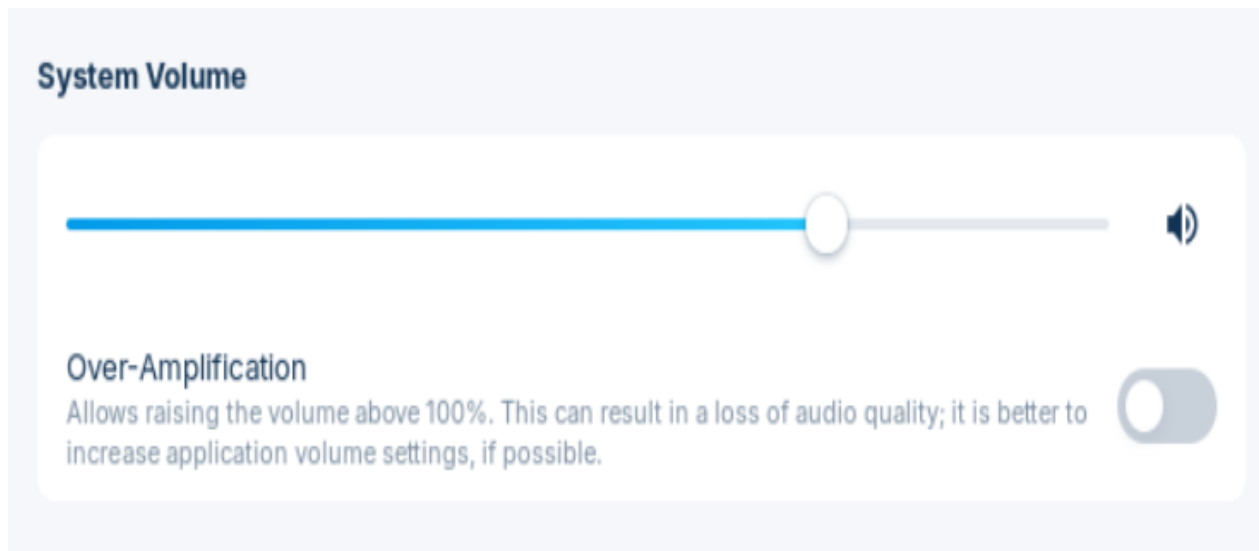 System Volume
Over-Amplification
Allows raising the volume above 100%. This can result in a loss of audio quality; it is better to
increase application volume settings, if possible.